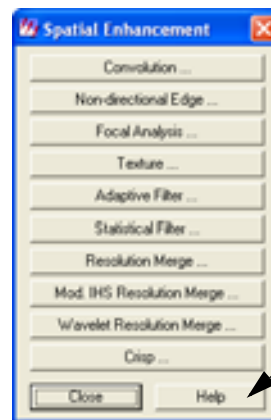 Spatial Enhancement
Convolution ...
Non-directional Edge ...
Focal Analysis ...
Texture ...
Adaptive Filter ...
Statistical Filter ...
Resolution Merge ...
Mod. IHS Resolution Merge ...
Wavelet Resolution Merge ...
Crisp ...
Close Help